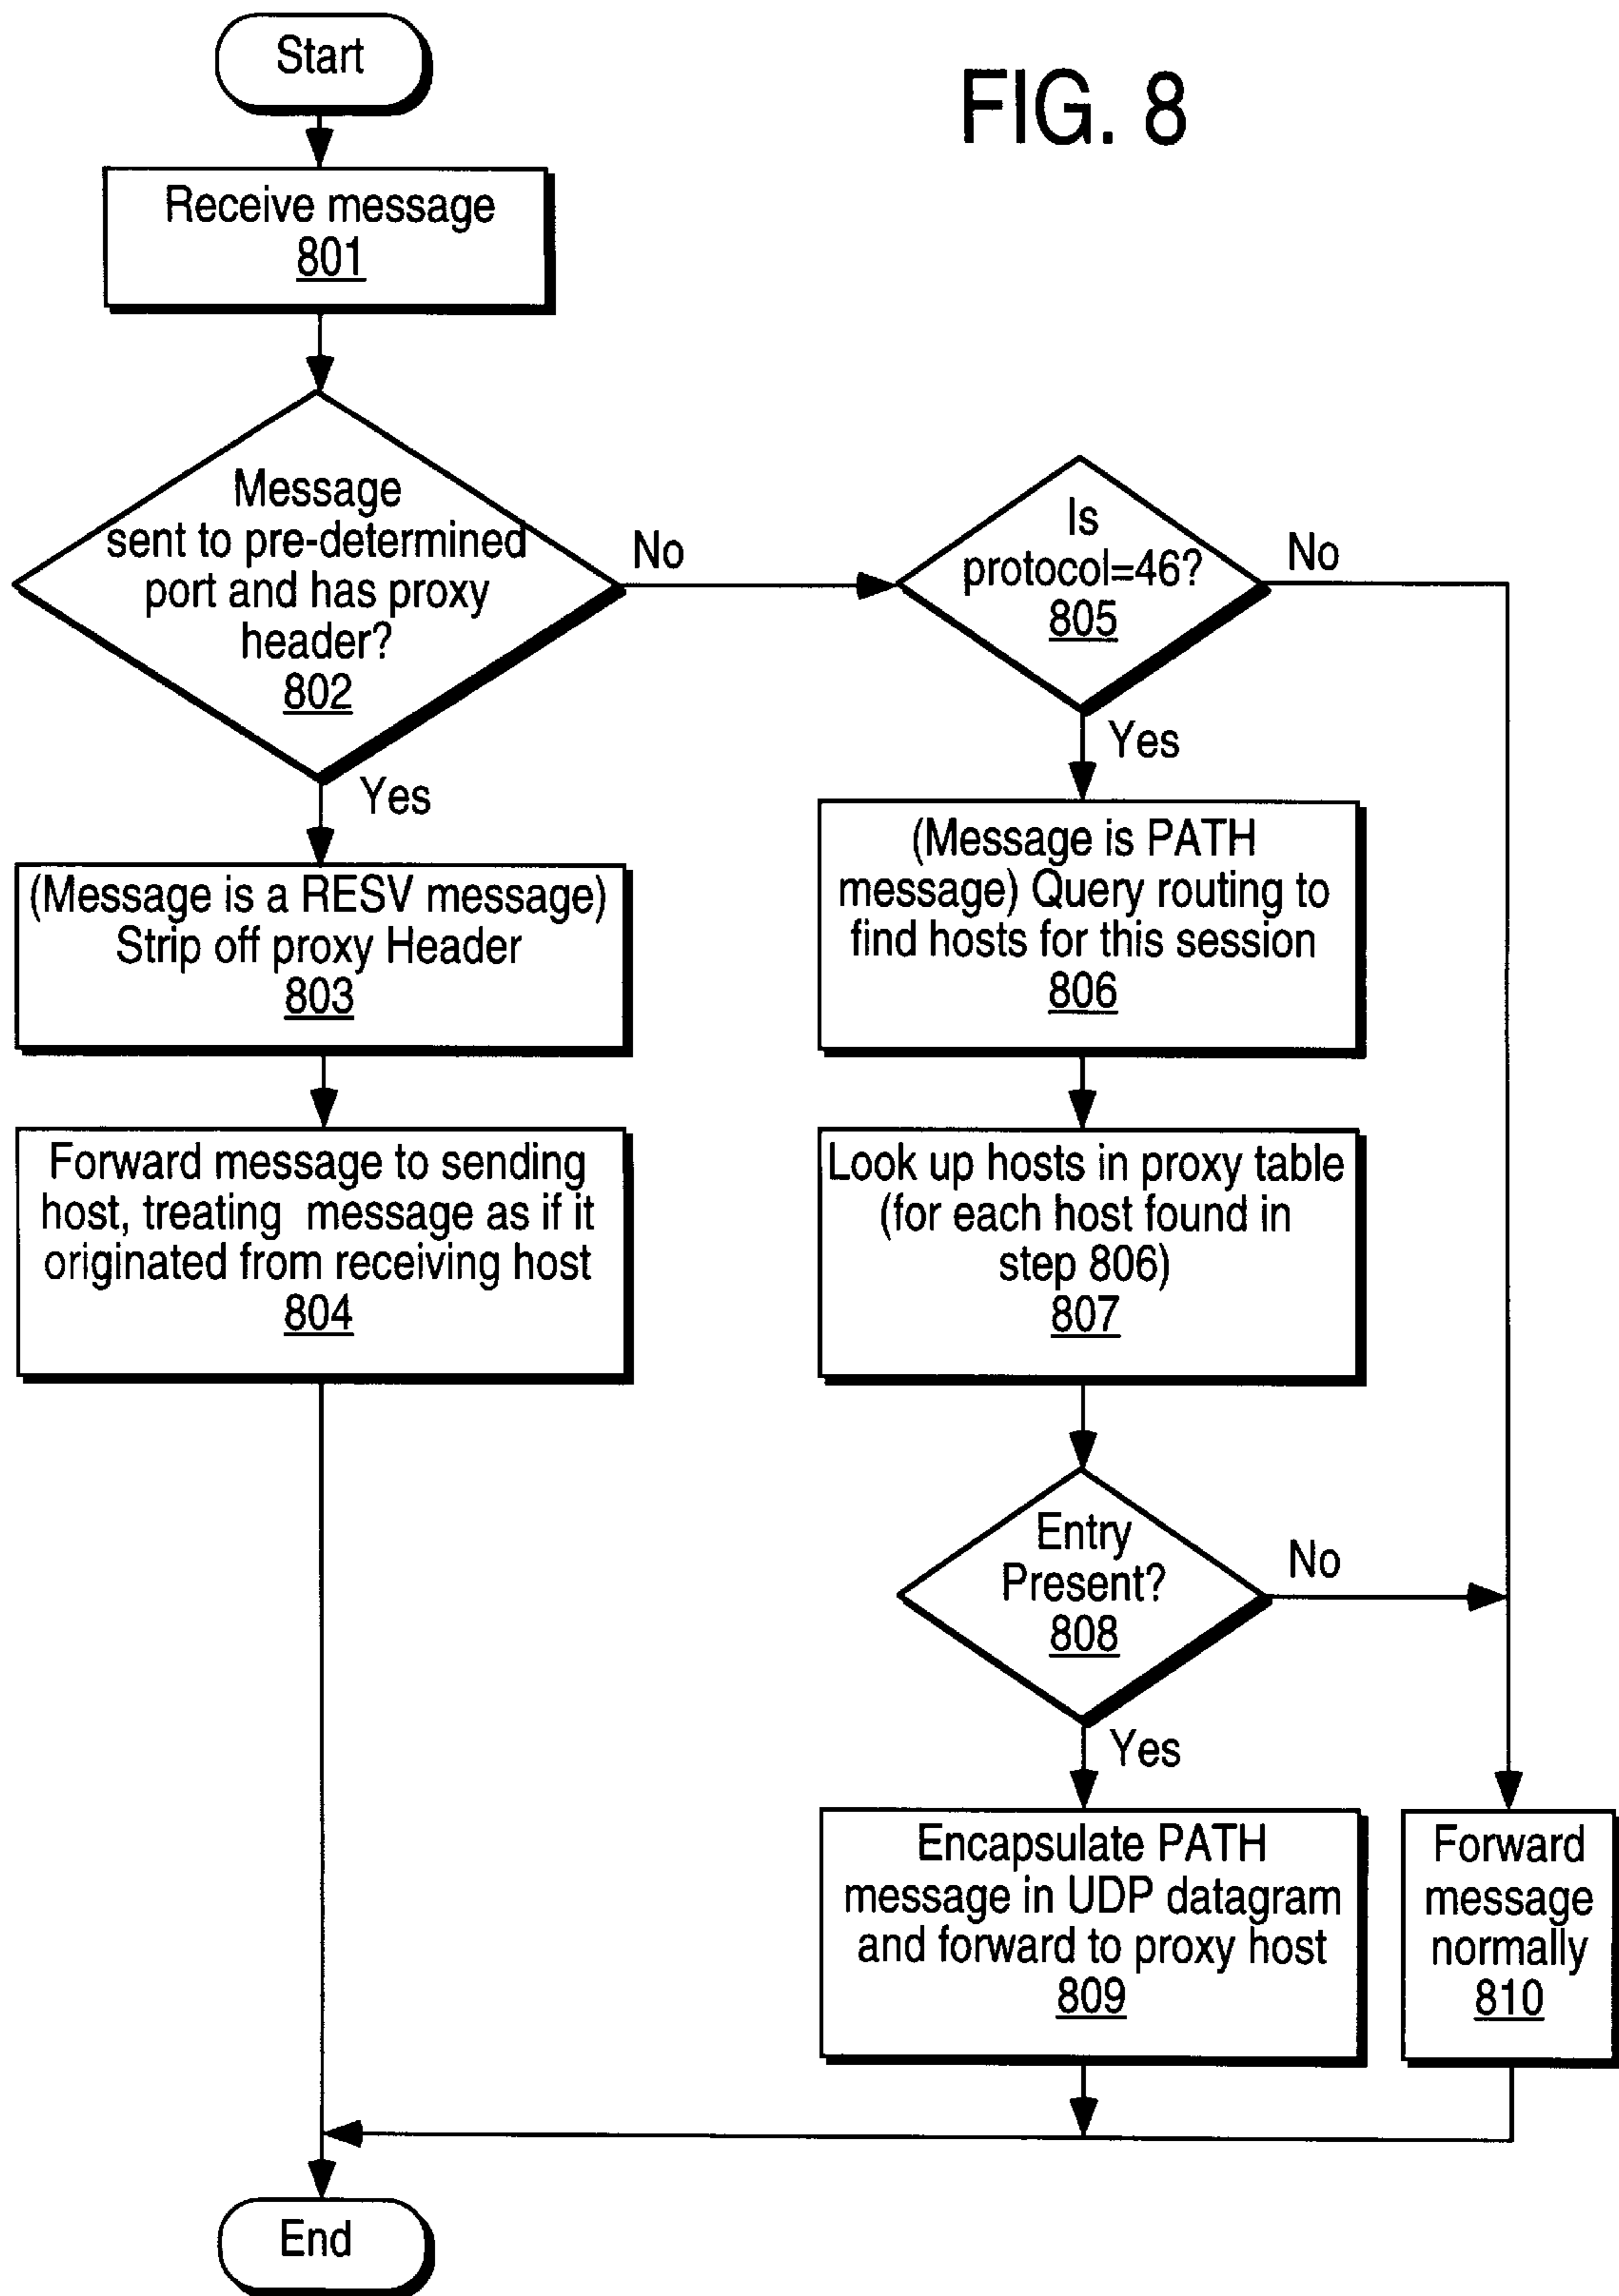 Start
FIG. 8
Receive message
801
Message
sent to pre-determined
port and has proxy
header?
802
No
Yes
Is
protocol=46?
805
No
Yes
(Message is a RESV message)
Strip off proxy Header
803
(Message is PATH
message) Query routing to
find hosts for this session
806
Forward message to sending
host, treating message as if it
originated from receiving host
804
Look up hosts in proxy table
(for each host found in
step 806)
807
Entry
Present?
808
No
Yes
Encapsulate PATH
message in UDP datagram
and forward to proxy host
809
Forward
message
normally
810
End